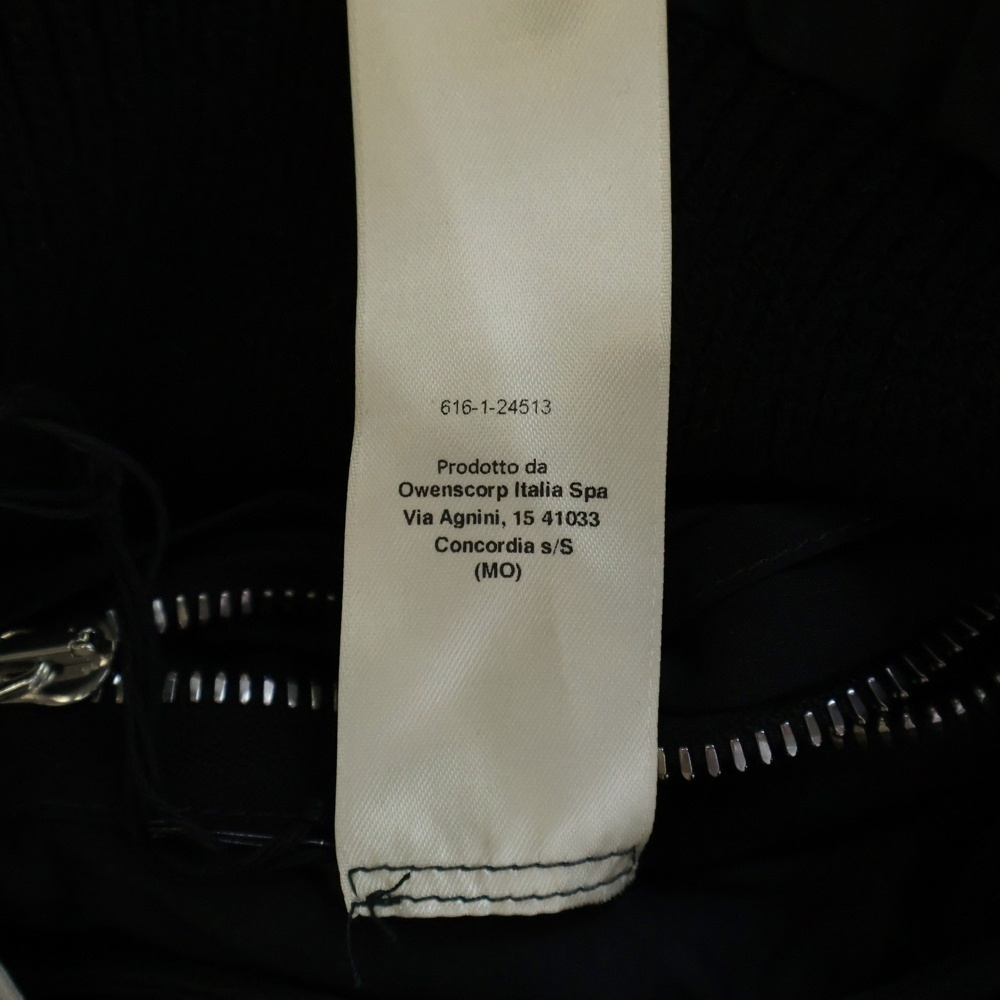 616-1-24513
Prodotto da
Owenscorp Italia Spa
Via Agnini, 15 41033
Concordia s/S
(MO)